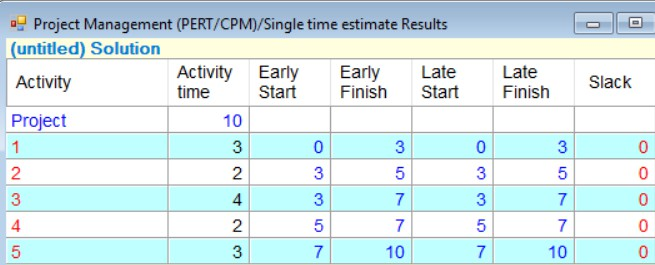 Project Management (PERT/CPM)/Single time estimate Results
(untitled) Solution
Activity Activity time Early Start Early Finish Late Start Late Finish Slack
Project 10
1 3 0 3 0 3 0
2 2 3 5 3 5 0
3 4 3 7 3 7 0
4 2 5 7 5 7 0
5 3 7 10 7 10 0